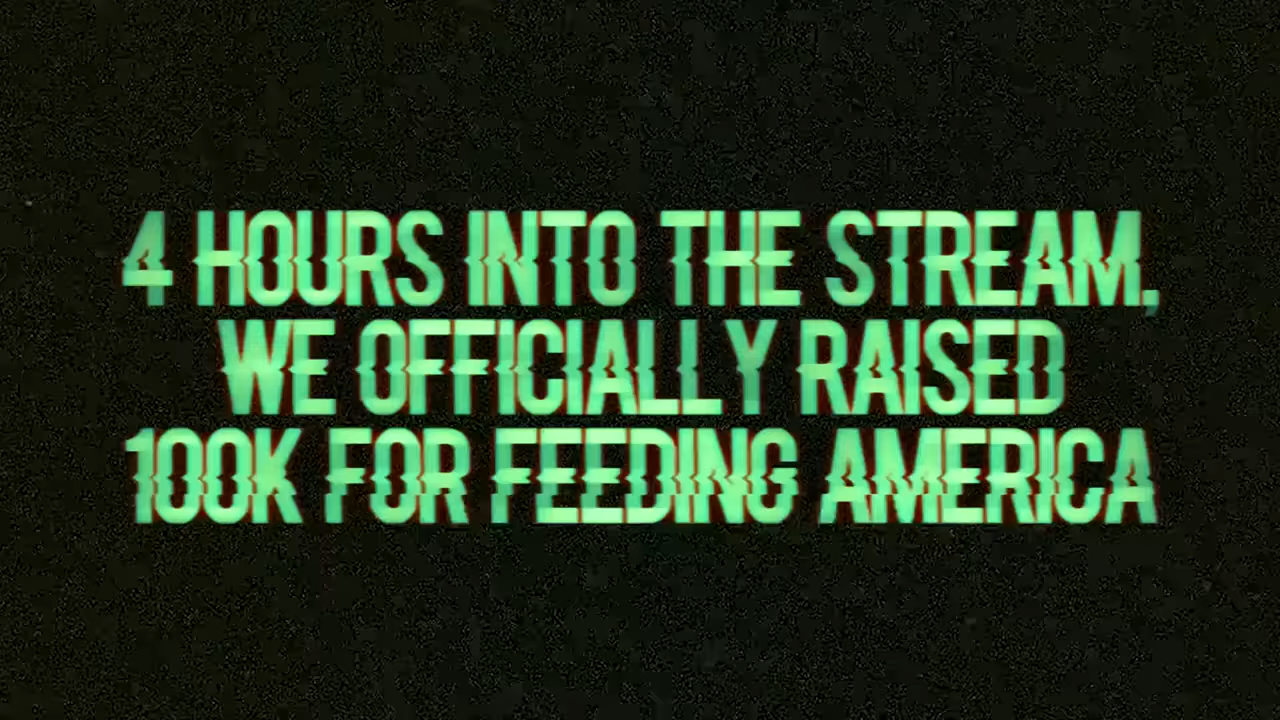 4 HOURS INTO THE STREAM,
WE OFFICIALLY RAISED
100K FOR FEEDING AMERICA